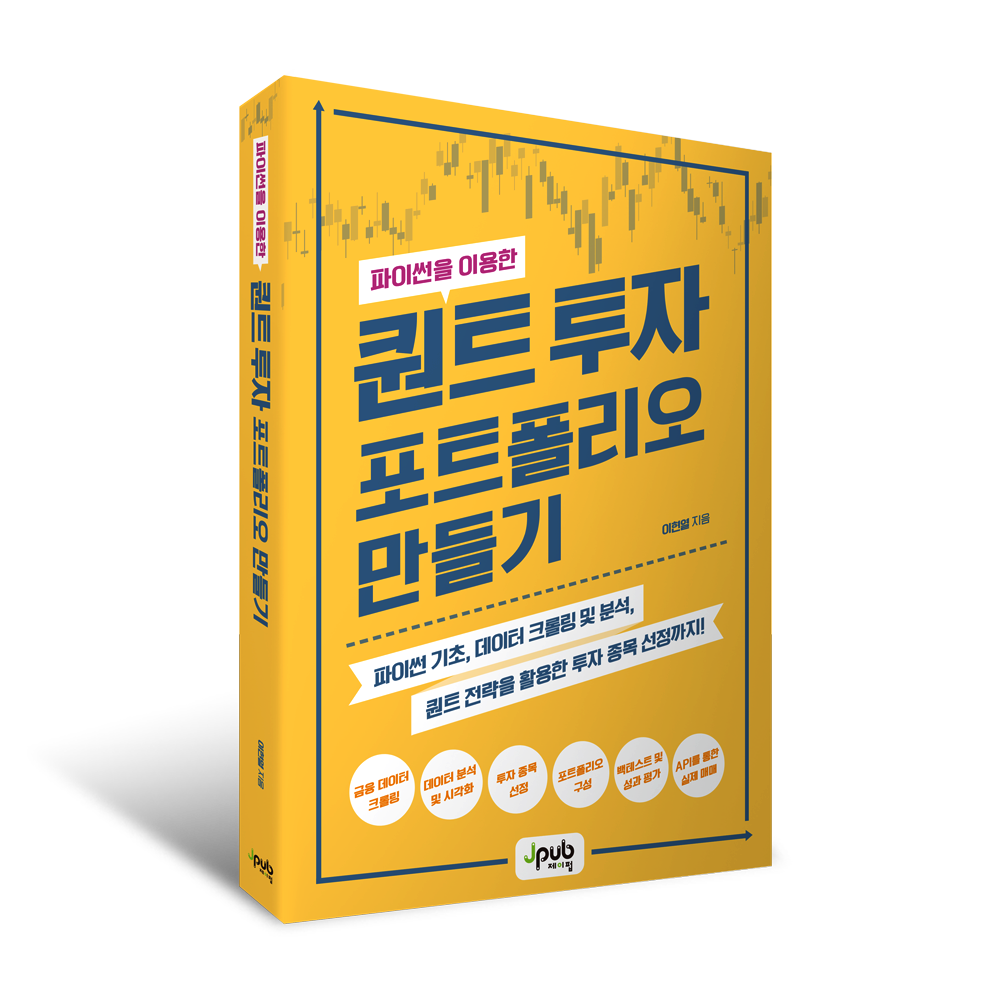 파이썬을 이용한
퀀트 투자 포트폴리오 만들기
이현열 지음
Jpub
제이펍
파이썬을 이용한
퀀트 투자
포트폴리오
만들기
이현열 지음
파이썬 기초, 데이터 크롤링 및 분석,
퀀트 전략을 활용한 투자 종목 선정까지!
금융 데이터
크롤링
데이터 분석
및 시각화
투자 종목
선정
포트폴리오
구성
백테스트 및
성과 평가
API를 통한
실제 매매
Jpub
제이펍